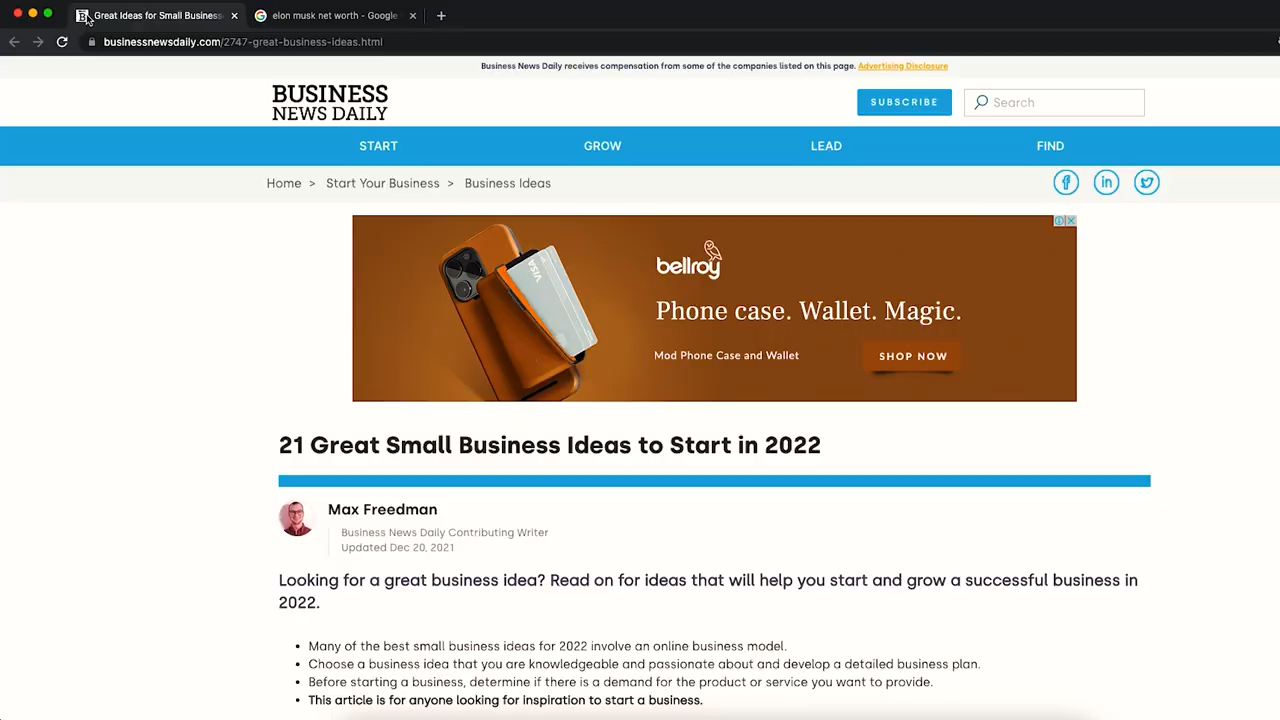 Great Ideas for Small Business
elon musk net worth - Google
businessnewsdaily.com/2747-great-business-ideas.html
Business News Daily receives compensation from some of the companies listed on this page. Advertising Disclosure
BUSINESS
NEWS DAILY
SUBSCRIBE
Search
START
GROW
LEAD
FIND
Home > Start Your Business > Business Ideas
bellroy
VISA
Phone case. Wallet. Magic.
Mod Phone Case and Wallet
SHOP NOW
21 Great Small Business Ideas to Start in 2022
Max Freedman
Business News Daily Contributing Writer
Updated Dec 20, 2021
Looking for a great business idea? Read on for ideas that will help you start and grow a successful business in
2022.
• Many of the best small business ideas for 2022 involve an online business model.
• Choose a business idea that you are knowledgeable and passionate about and develop a detailed business plan.
• Before starting a business, determine if there is a demand for the product or service you want to provide.
• This article is for anyone looking for inspiration to start a business.